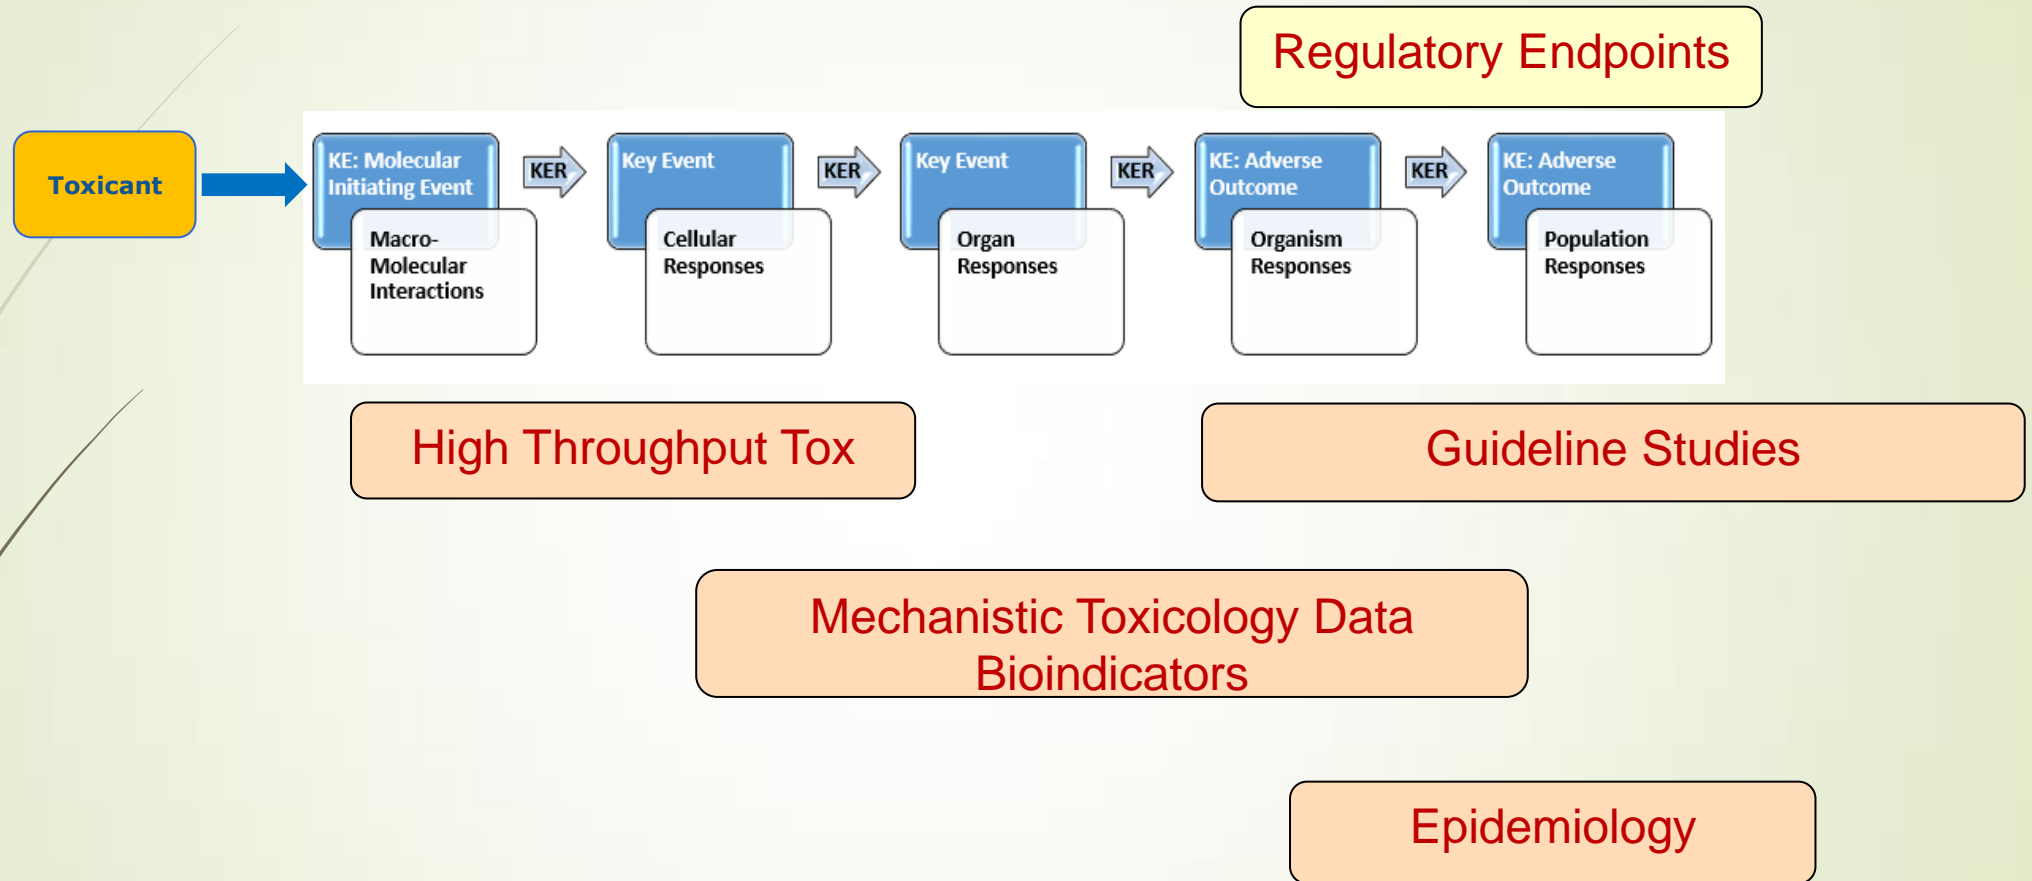 Regulatory Endpoints
Toxicant
KE: Molecular
Initiating Event
Macro-
Molecular
Interactions
KER
Key Event
Cellular
Responses
KER
Key Event
Organ
Responses
KER
KE: Adverse
Outcome
Organism
Responses
KER
KE: Adverse
Outcome
Population
Responses
High Throughput Tox
Guideline Studies
Mechanistic Toxicology Data
Bioindicators
Epidemiology